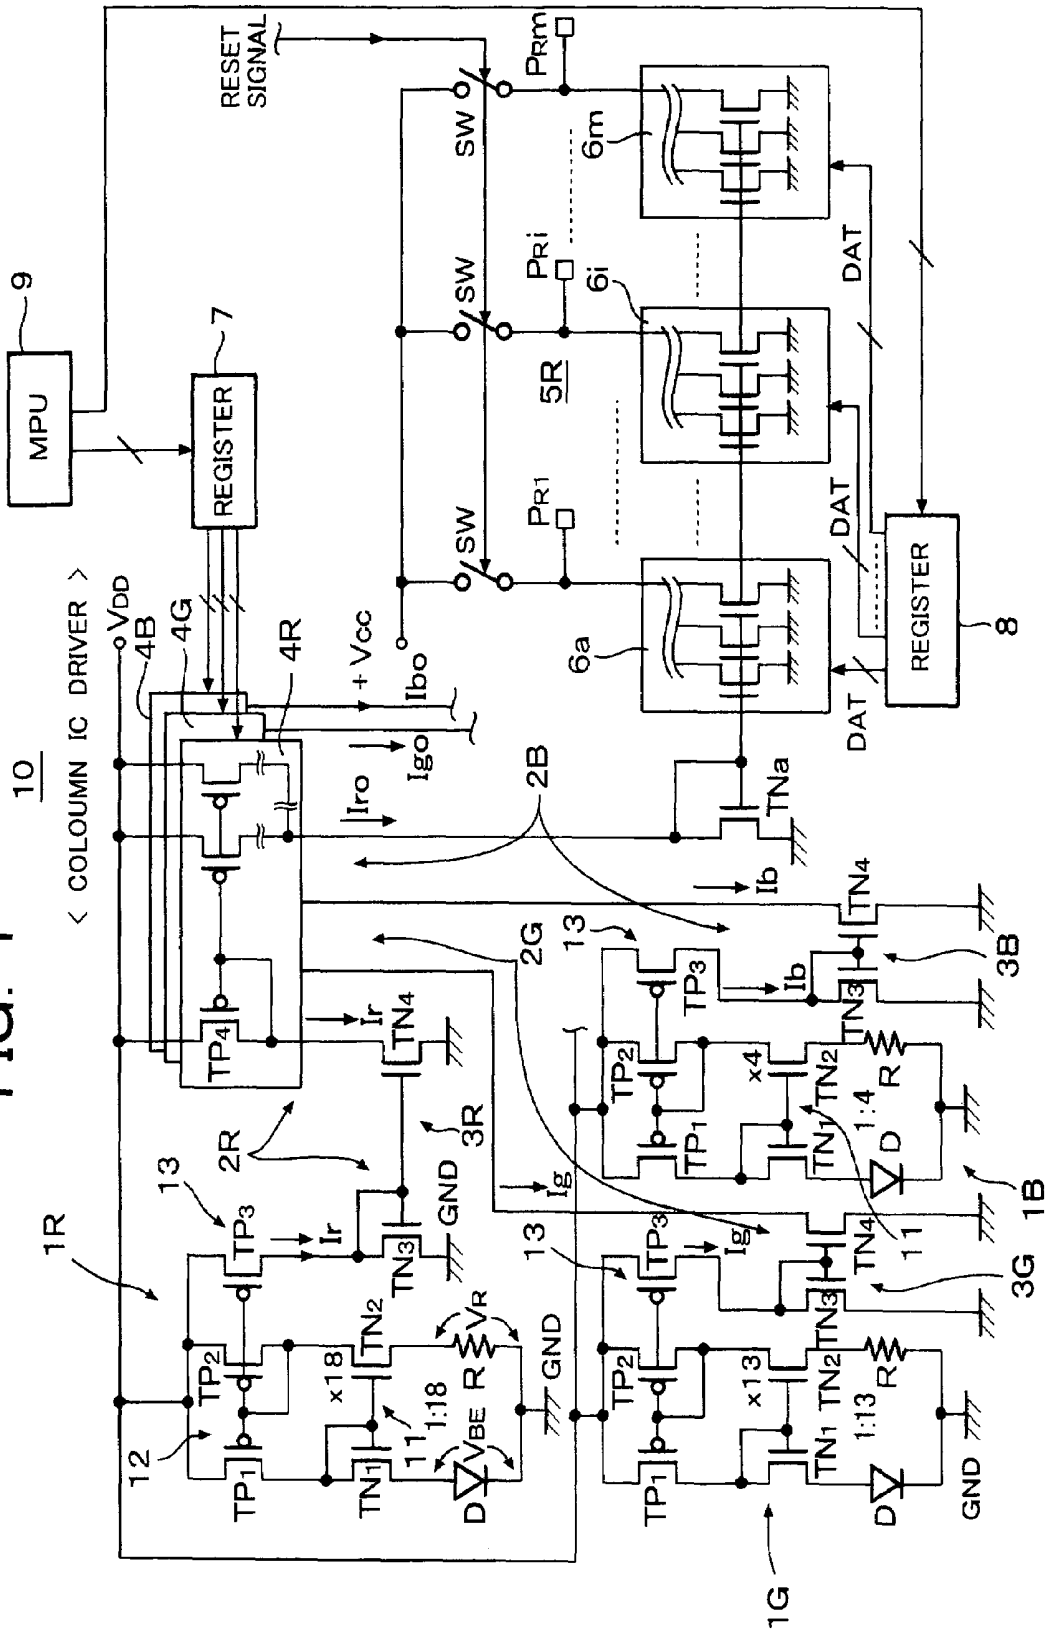 FIG. 1
10
< COLOUMN IC DRIVER >
MPU
9
REGISTER
7
RESET
SIGNAL
VDD
4B
4G
4R
+Vcc
Ibo
Igo
Iro
TP4
Ir
TN4
2R
2G
2B
3R
1R
13
TP3
Ir
TN3
GND
12
TP1
TP2
x18
TN2
TN1
11
1:18
VBE
VR
D
R
GND
SW
SW
SW
PR1
PRi
PRm
5R
6a
6i
6m
TNa
DAT
DAT
DAT
REGISTER
8
1G
13
TP1
TP2
TP3
Ig
Ig
x13
TN1
TN2
1:13
TN3
TN4
3G
D
R
GND
1B
13
TP1
TP2
TP3
Ib
Ib
x4
TN1
TN2
1:4
11
TN3
TN4
3B
D
R